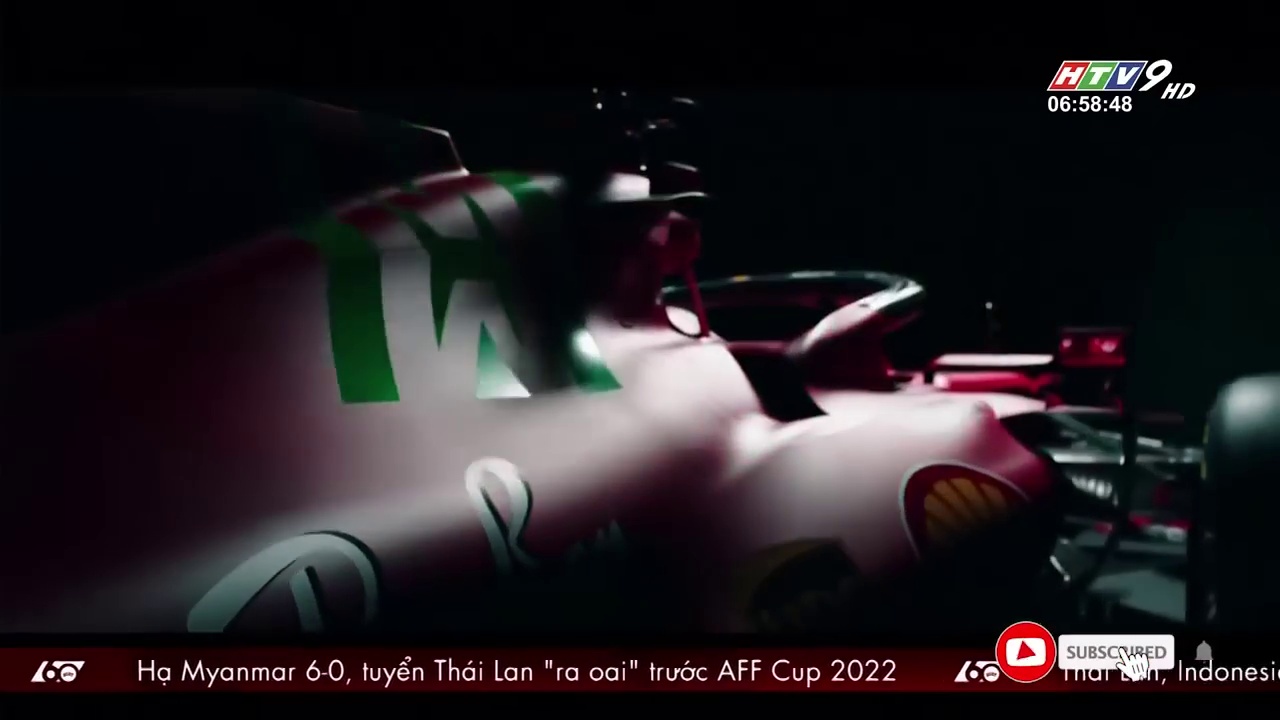 HTV9 HD
06:58:48
Hạ Myanmar 6-0, tuyển Thái Lan "ra oai" trước AFF Cup 2022
60
Thái Lan, Indonesia
SUBSCRIBED